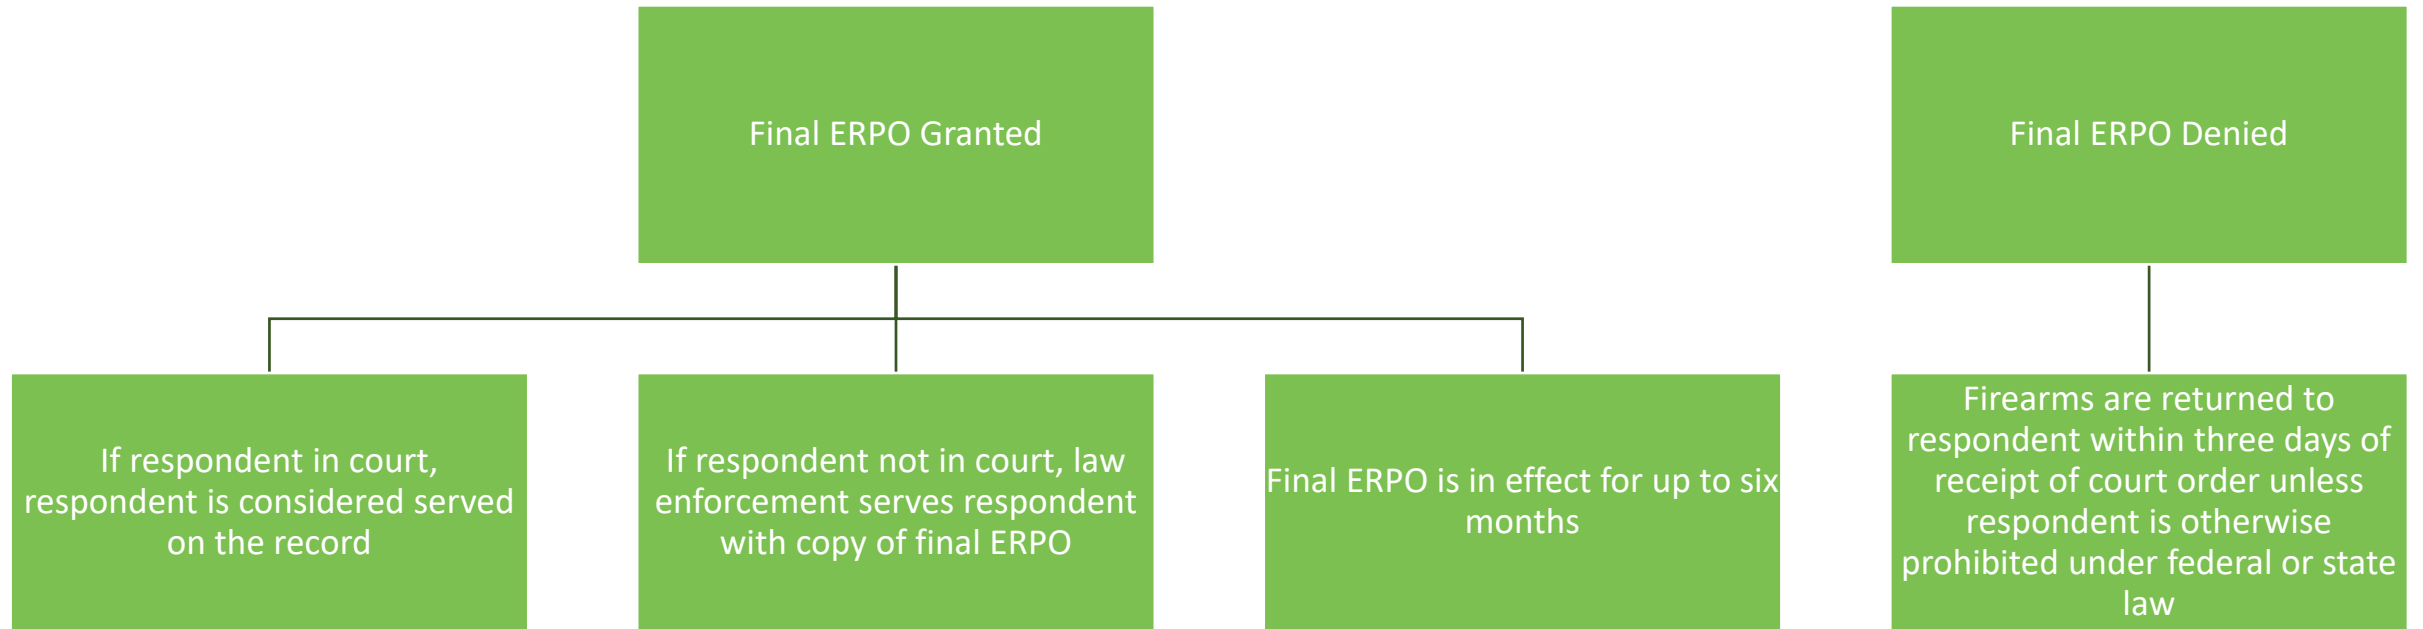 Final ERPO Granted
Final ERPO Denied
If respondent in court,
respondent is considered served
on the record
If respondent not in court, law
enforcement serves respondent
with copy of final ERPO
Final ERPO is in effect for up to six
months
Firearms are returned to
respondent within three days of
receipt of court order unless
respondent is otherwise
prohibited under federal or state
law